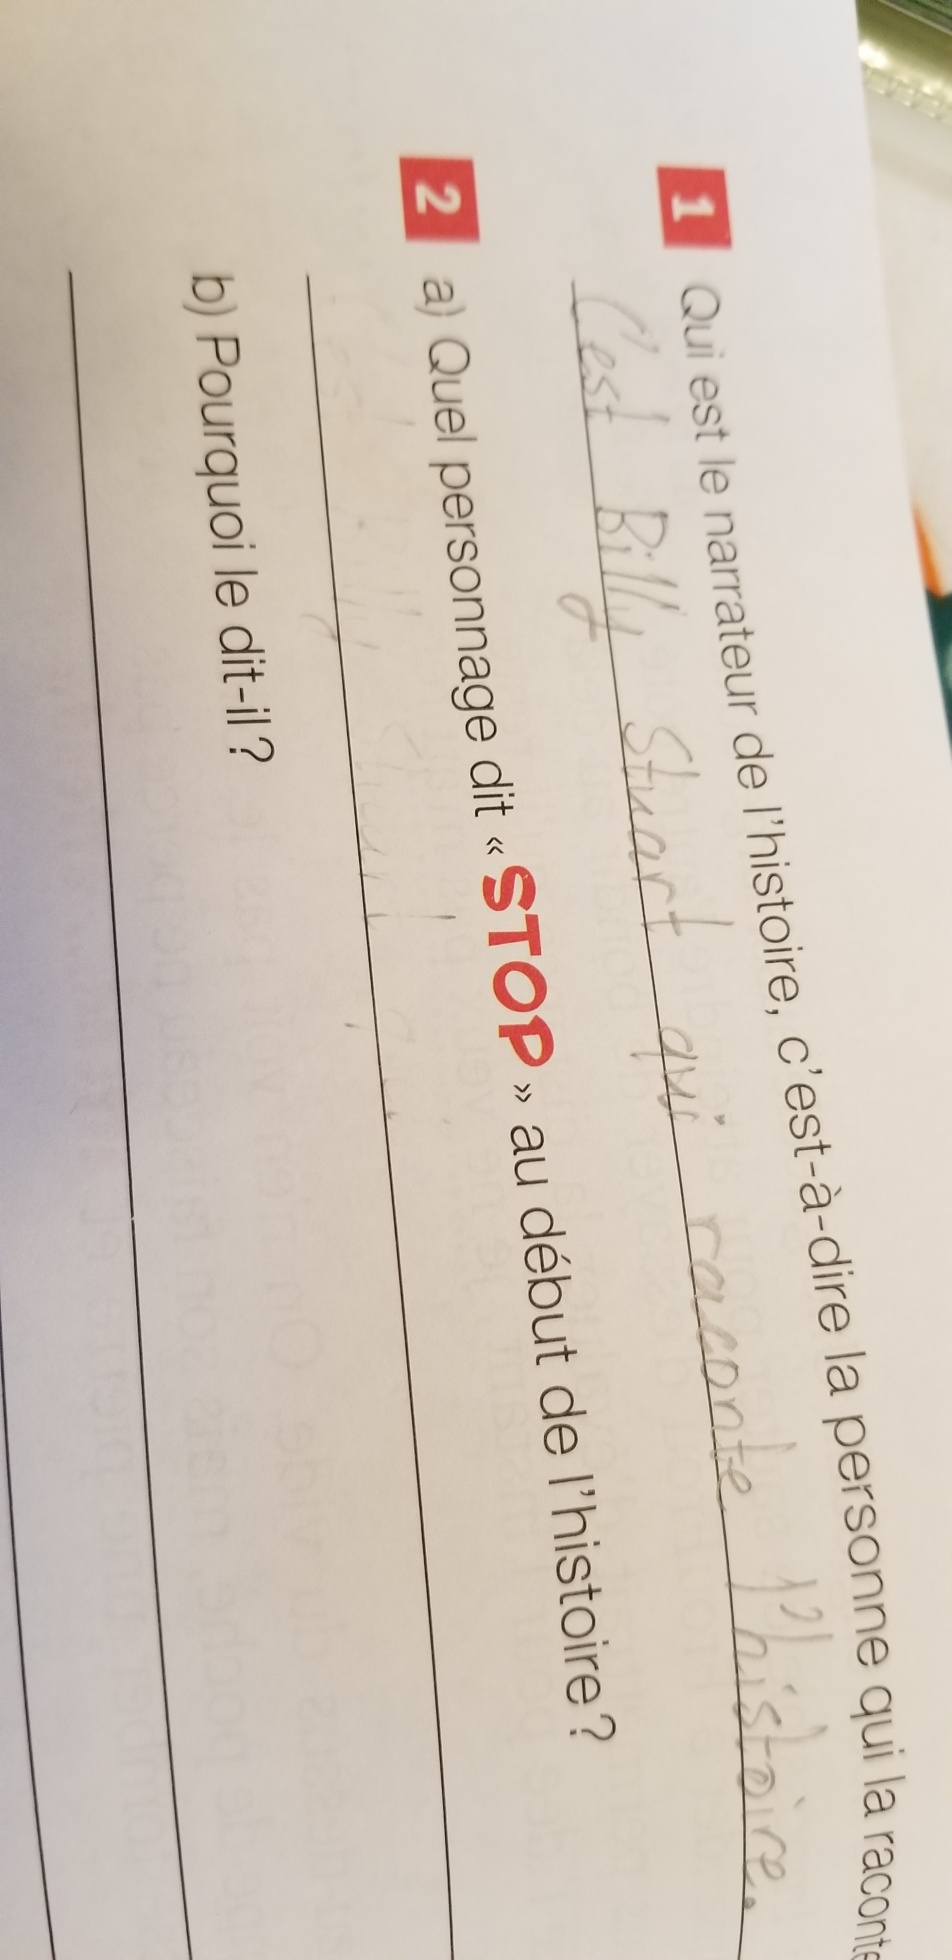 1 Qui est le narrateur de l'histoire, c'est-à-dire la personne qui la raconte
C'est Billy Stuart qui raconte l'histoire.
2 a) Quel personnage dit « STOP » au début de l'histoire ?
b) Pourquoi le dit-il ?